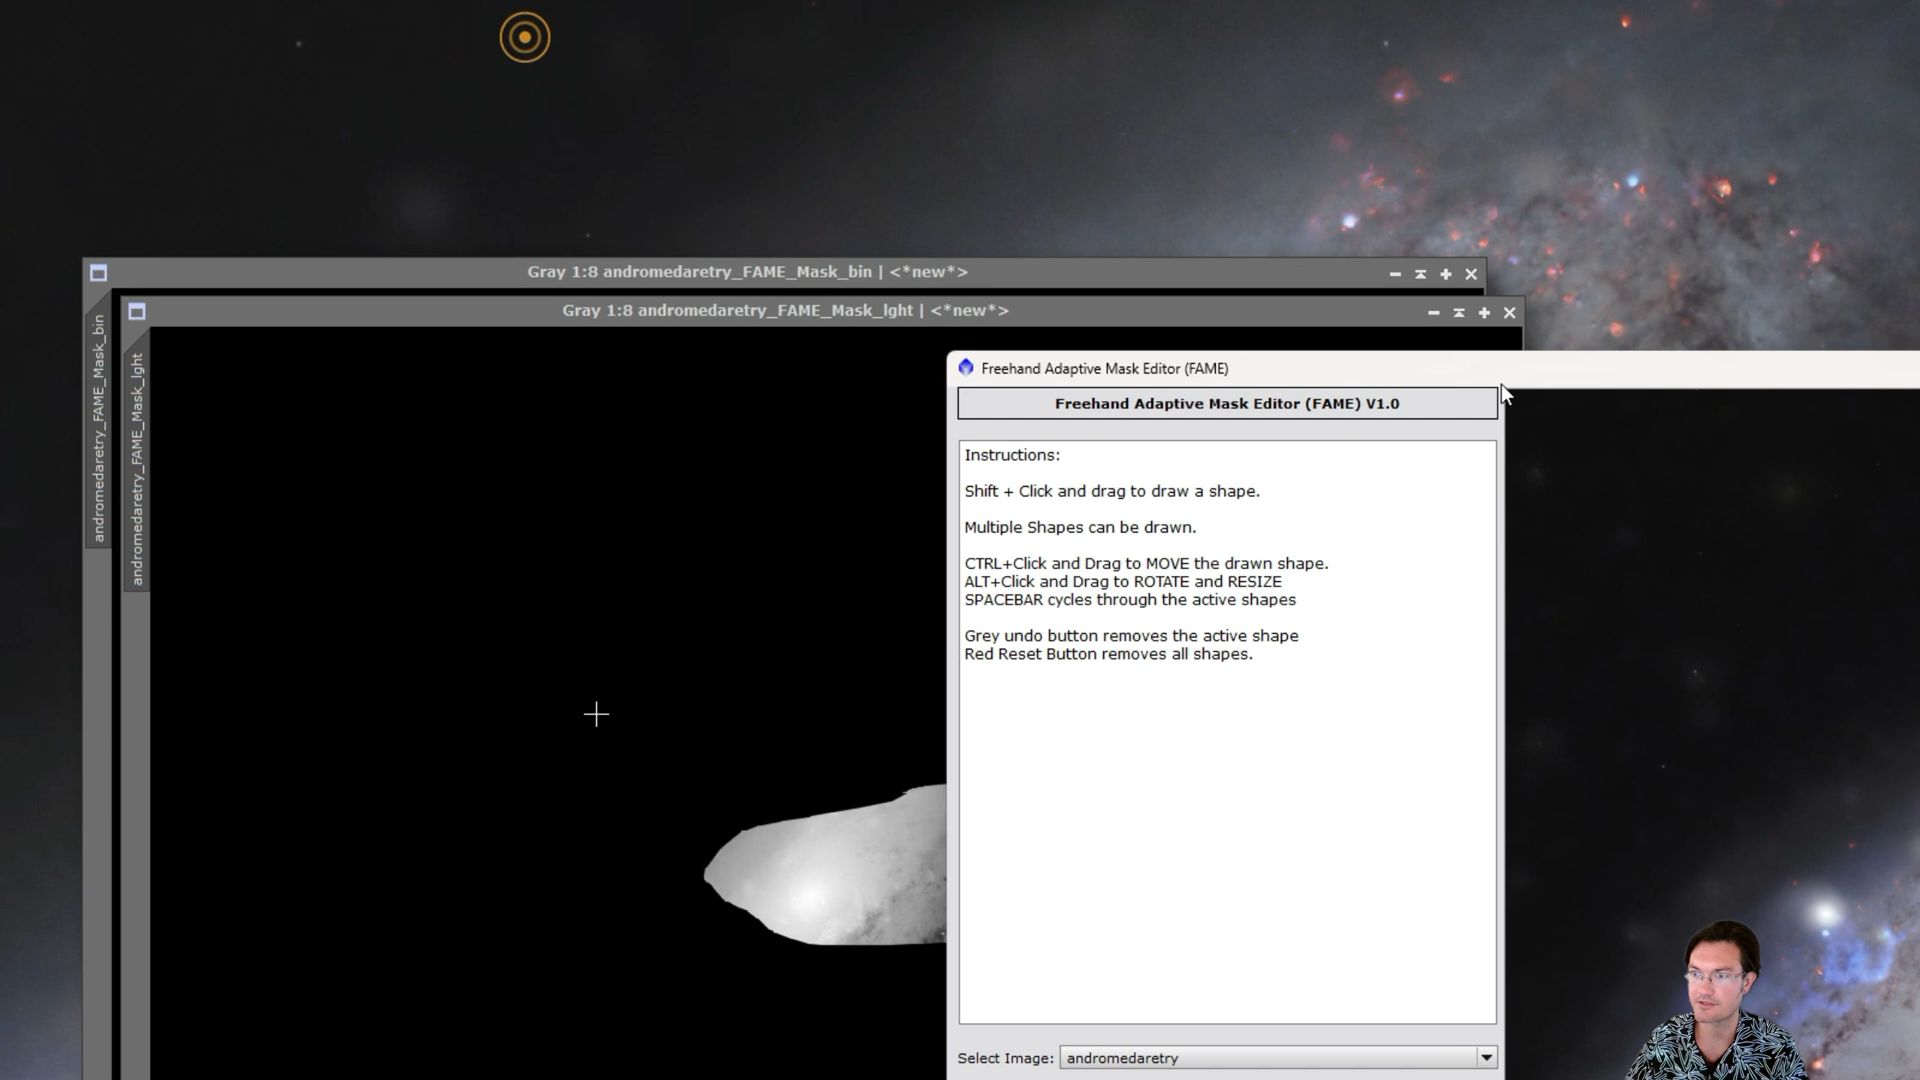 Gray 1:8 andromedaretry_FAME_Mask_bin | <*new*>
andromedaretry_FAME_Mask_bin
Gray 1:8 andromedaretry_FAME_Mask_lght | <*new*>
andromedaretry_FAME_Mask_lght
Freehand Adaptive Mask Editor (FAME)
Freehand Adaptive Mask Editor (FAME) V1.0
Instructions:
Shift + Click and drag to draw a shape.
Multiple Shapes can be drawn.
CTRL+Click and Drag to MOVE the drawn shape.
ALT+Click and Drag to ROTATE and RESIZE
SPACEBAR cycles through the active shapes
Grey undo button removes the active shape
Red Reset Button removes all shapes.
Select Image: andromedaretry